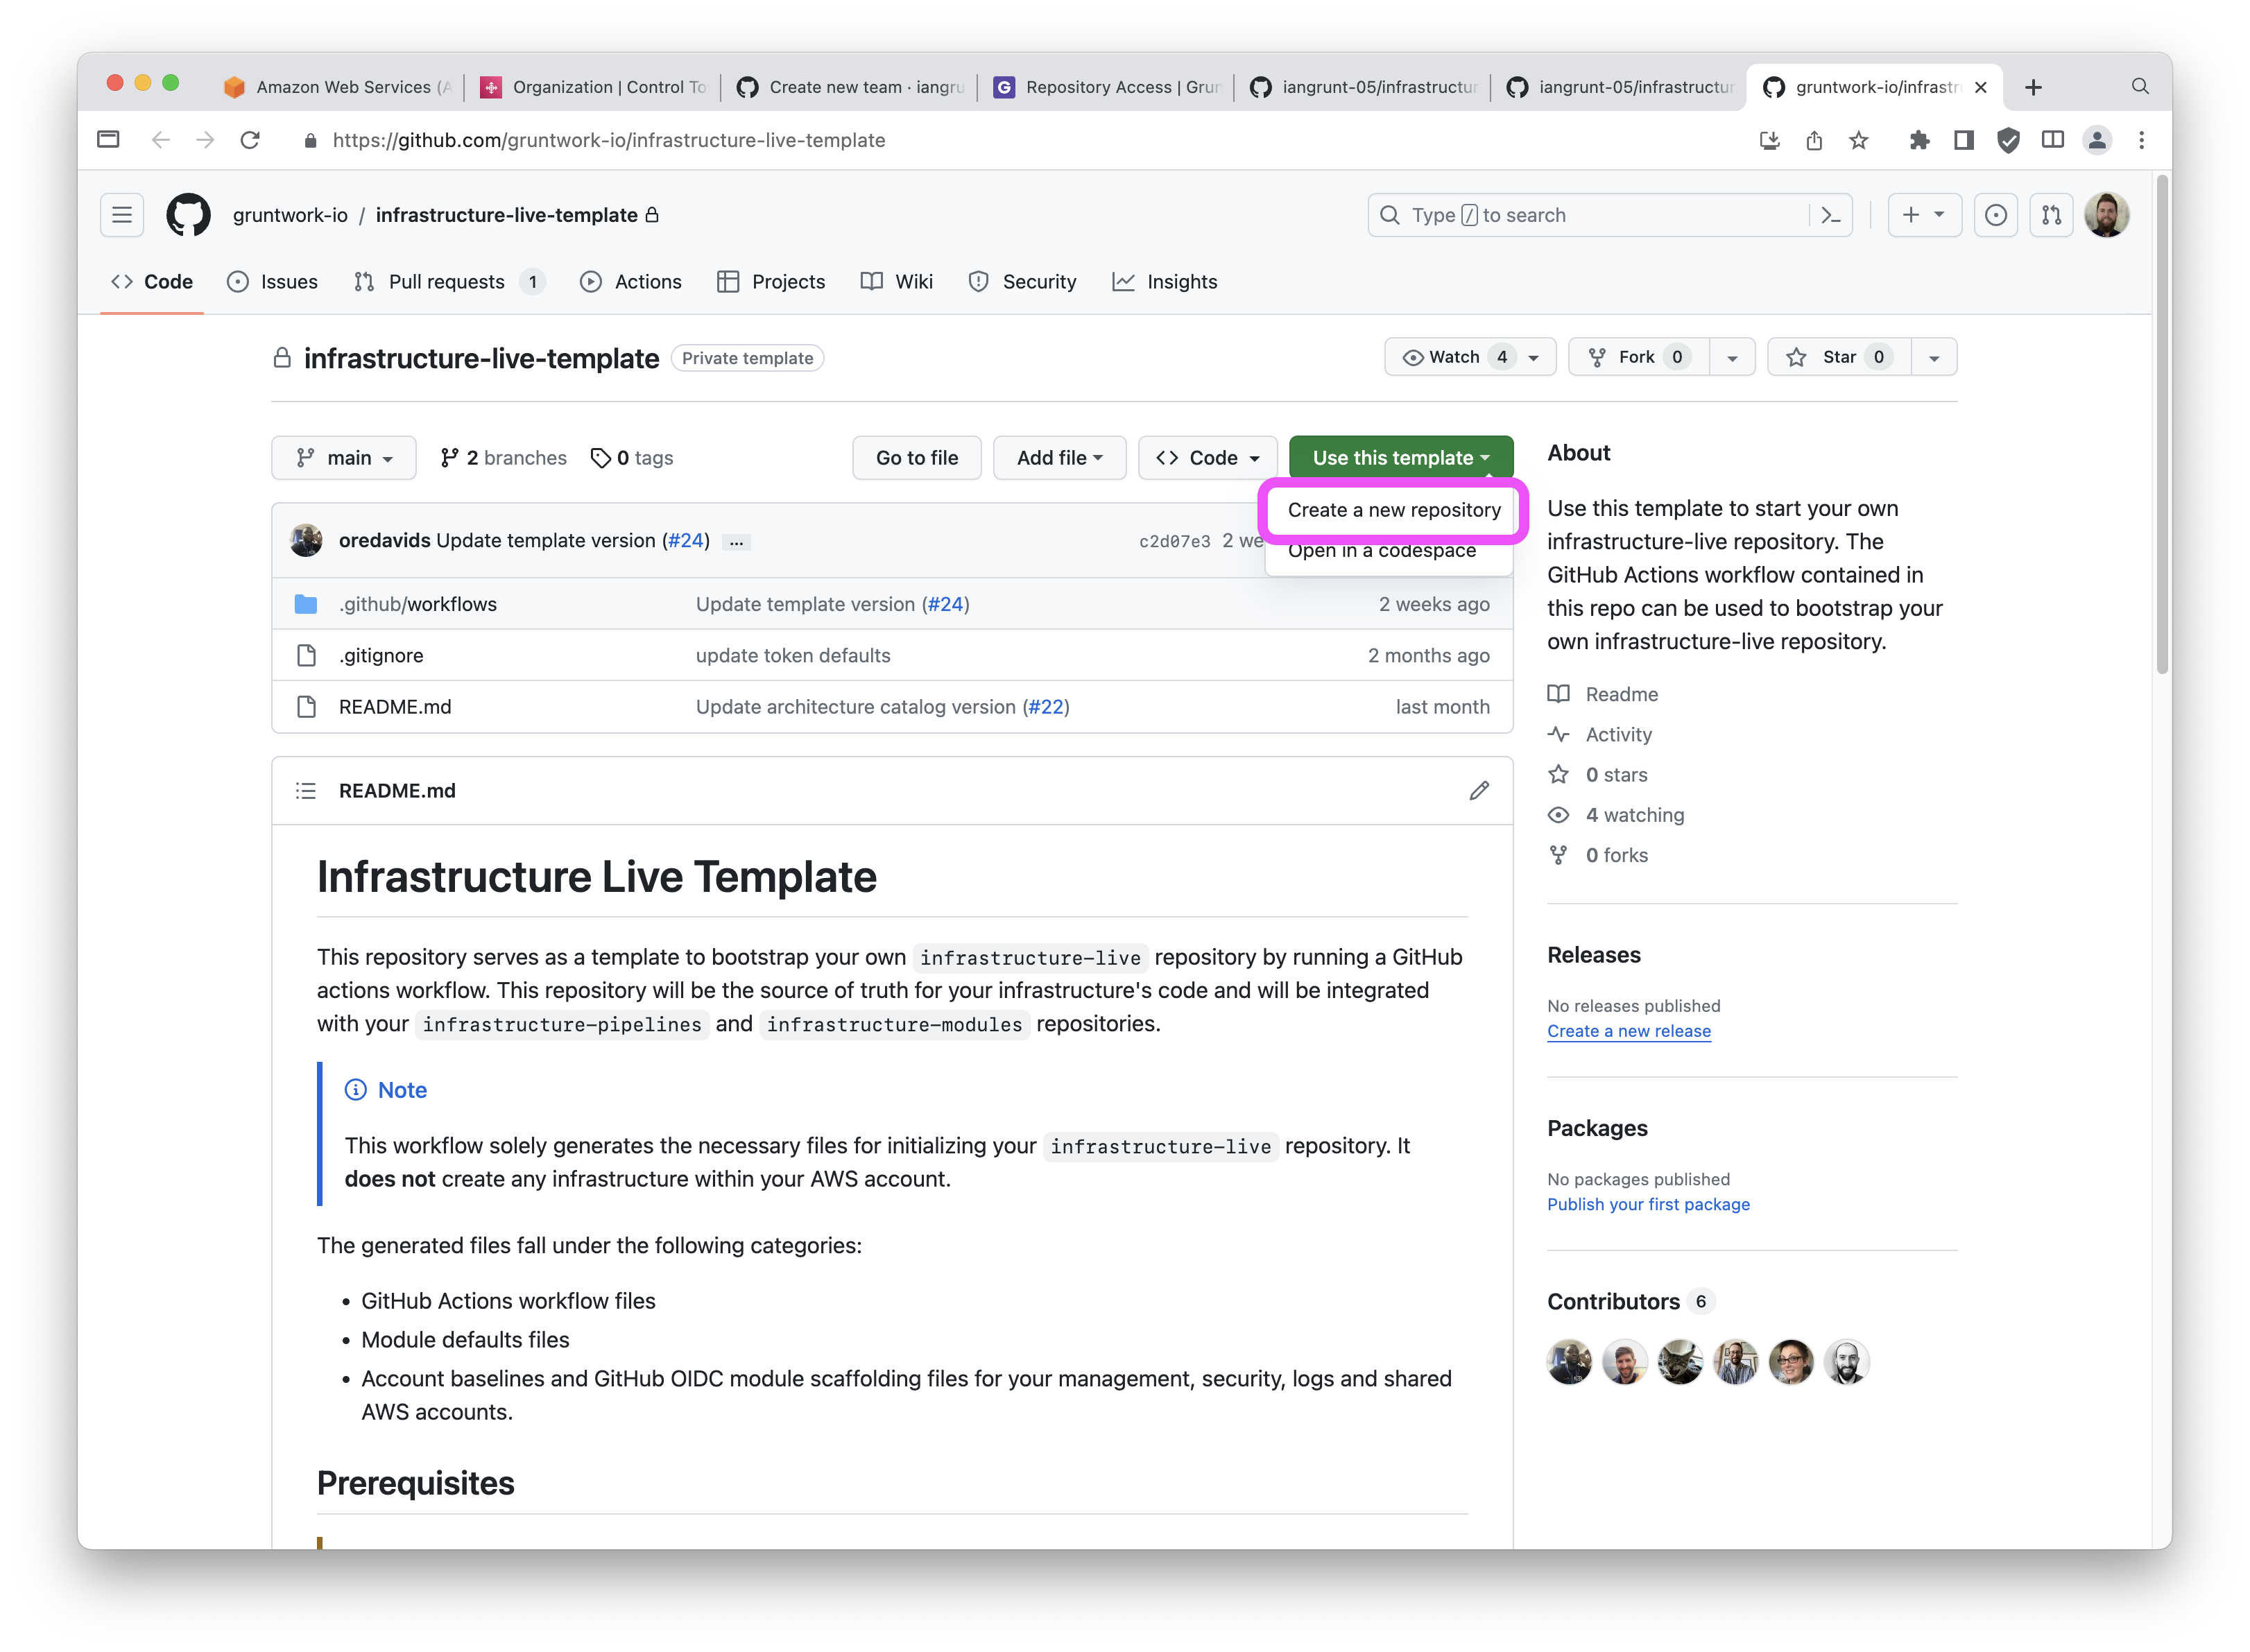 Amazon Web Services (A
Organization | Control To
Create new team · iangru
Repository Access | Grun
iangrunt-05/infrastructur
iangrunt-05/infrastructur
gruntwork-io/infrastr
https://github.com/gruntwork-io/infrastructure-live-template
gruntwork-io / infrastructure-live-template
Type / to search
Code
Issues
Pull requests 1
Actions
Projects
Wiki
Security
Insights
infrastructure-live-template Private template
Watch 4
Fork 0
Star 0
main
2 branches
0 tags
Go to file
Add file
Code
Use this template
Create a new repository
Open in a codespace
oredavids Update template version (#24) ...
c2d07e3 2 we
.github/workflows Update template version (#24) 2 weeks ago
.gitignore update token defaults 2 months ago
README.md Update architecture catalog version (#22) last month
README.md
Infrastructure Live Template
This repository serves as a template to bootstrap your own infrastructure-live repository by running a GitHub
actions workflow. This repository will be the source of truth for your infrastructure's code and will be integrated
with your infrastructure-pipelines and infrastructure-modules repositories.
Note
This workflow solely generates the necessary files for initializing your infrastructure-live repository. It
does not create any infrastructure within your AWS account.
The generated files fall under the following categories:
• GitHub Actions workflow files
• Module defaults files
• Account baselines and GitHub OIDC module scaffolding files for your management, security, logs and shared
AWS accounts.
Prerequisites
About
Use this template to start your own
infrastructure-live repository. The
GitHub Actions workflow contained in
this repo can be used to bootstrap your
own infrastructure-live repository.
Readme
Activity
0 stars
4 watching
0 forks
Releases
No releases published
Create a new release
Packages
No packages published
Publish your first package
Contributors 6